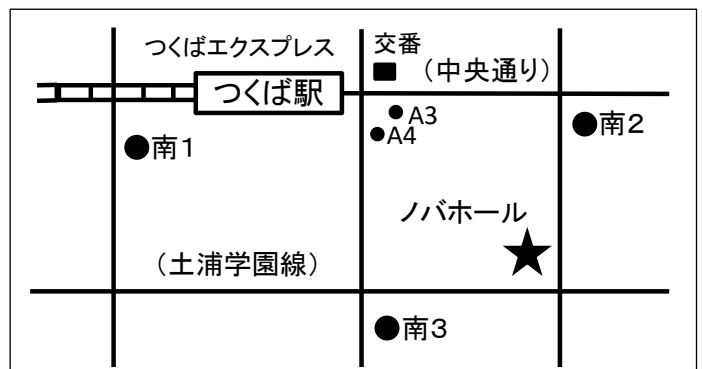 つくばエクスプレス
交番
つくば駅
(中央通り)
A3
A4
南1
南2
ノバホール
(土浦学園線)
南3